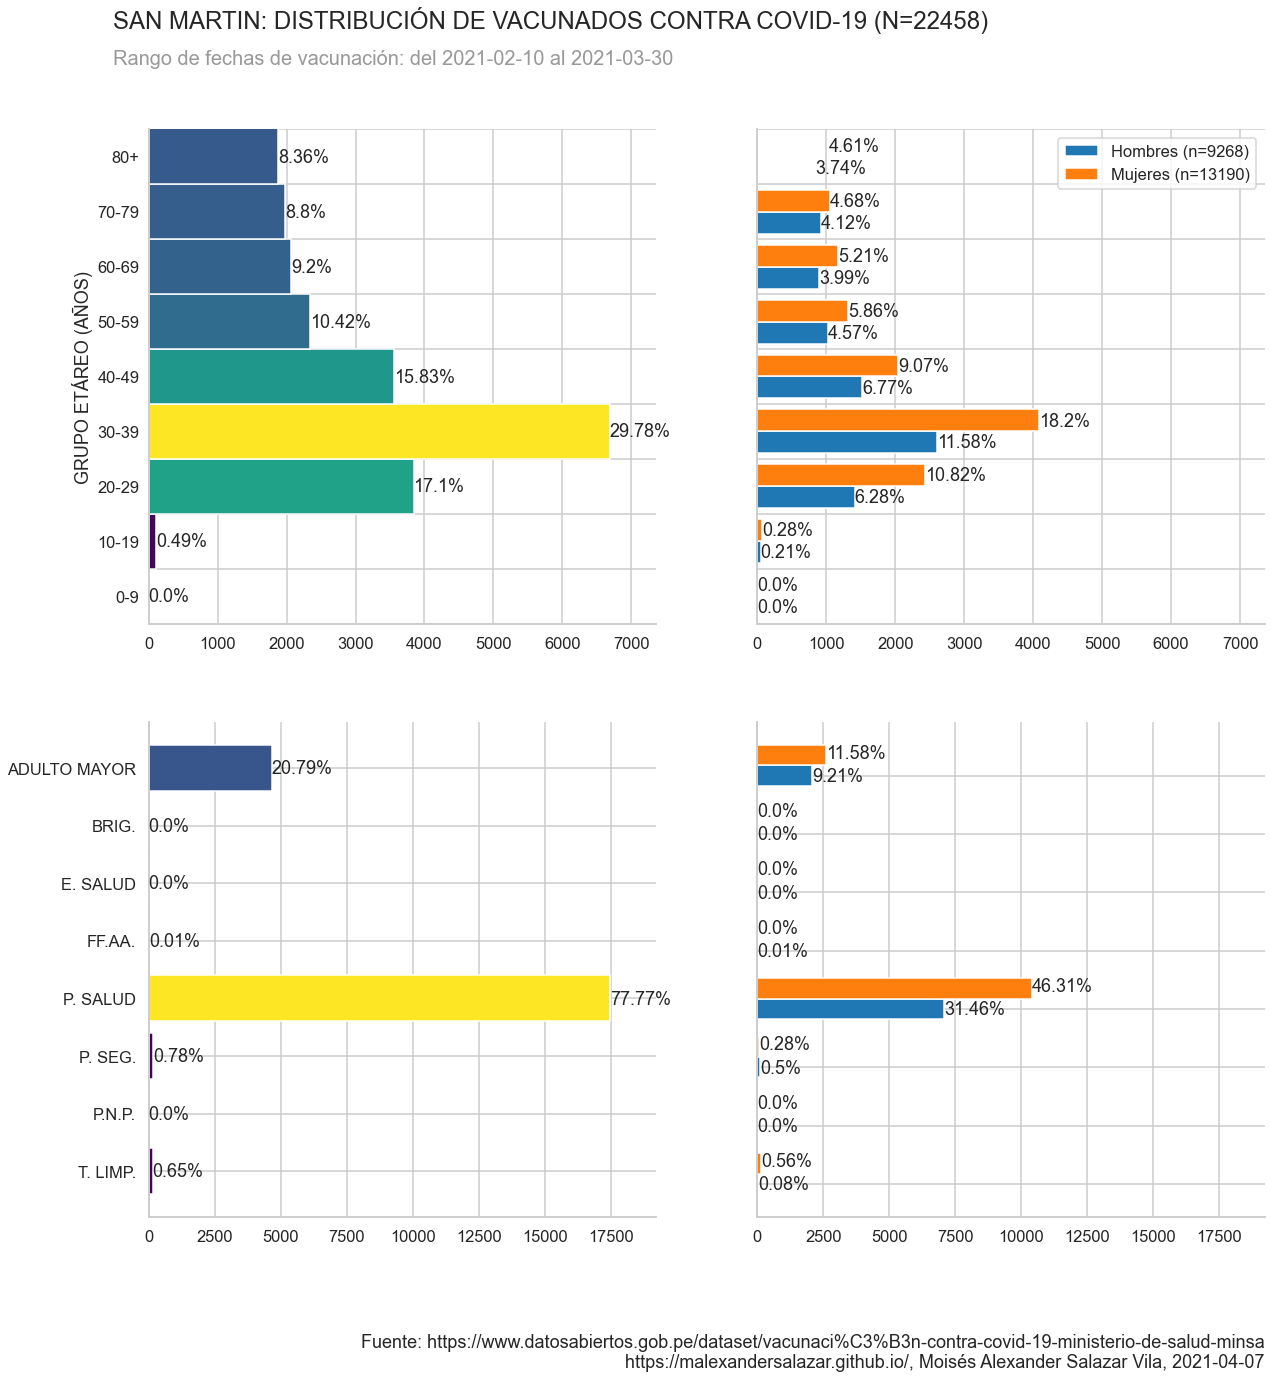 SAN MARTIN: DISTRIBUCIÓN DE VACUNADOS CONTRA COVID-19 (N=22458)
Rango de fechas de vacunación: del 2021-02-10 al 2021-03-30
GRUPO ETÁREO (AÑOS)
80+ 8.36%
70-79 8.8%
60-69 9.2%
50-59 10.42%
40-49 15.83%
30-39 29.78%
20-29 17.1%
10-19 0.49%
0-9 0.0%
0 1000 2000 3000 4000 5000 6000 7000
Hombres (n=9268)
Mujeres (n=13190)
4.61%
3.74%
4.68%
4.12%
5.21%
3.99%
5.86%
4.57%
9.07%
6.77%
18.2%
11.58%
10.82%
6.28%
0.28%
0.21%
0.0%
0.0%
0 1000 2000 3000 4000 5000 6000 7000
ADULTO MAYOR 20.79%
BRIG. 0.0%
E. SALUD 0.0%
FF.AA. 0.01%
P. SALUD 77.77%
P. SEG. 0.78%
P.N.P. 0.0%
T. LIMP. 0.65%
0 2500 5000 7500 10000 12500 15000 17500
11.58%
9.21%
0.0%
0.0%
0.0%
0.0%
0.0%
0.01%
46.31%
31.46%
0.28%
0.5%
0.0%
0.0%
0.56%
0.08%
0 2500 5000 7500 10000 12500 15000 17500
Fuente: https://www.datosabiertos.gob.pe/dataset/vacunaci%C3%B3n-contra-covid-19-ministerio-de-salud-minsa
https://malexandersalazar.github.io/, Moisés Alexander Salazar Vila, 2021-04-07